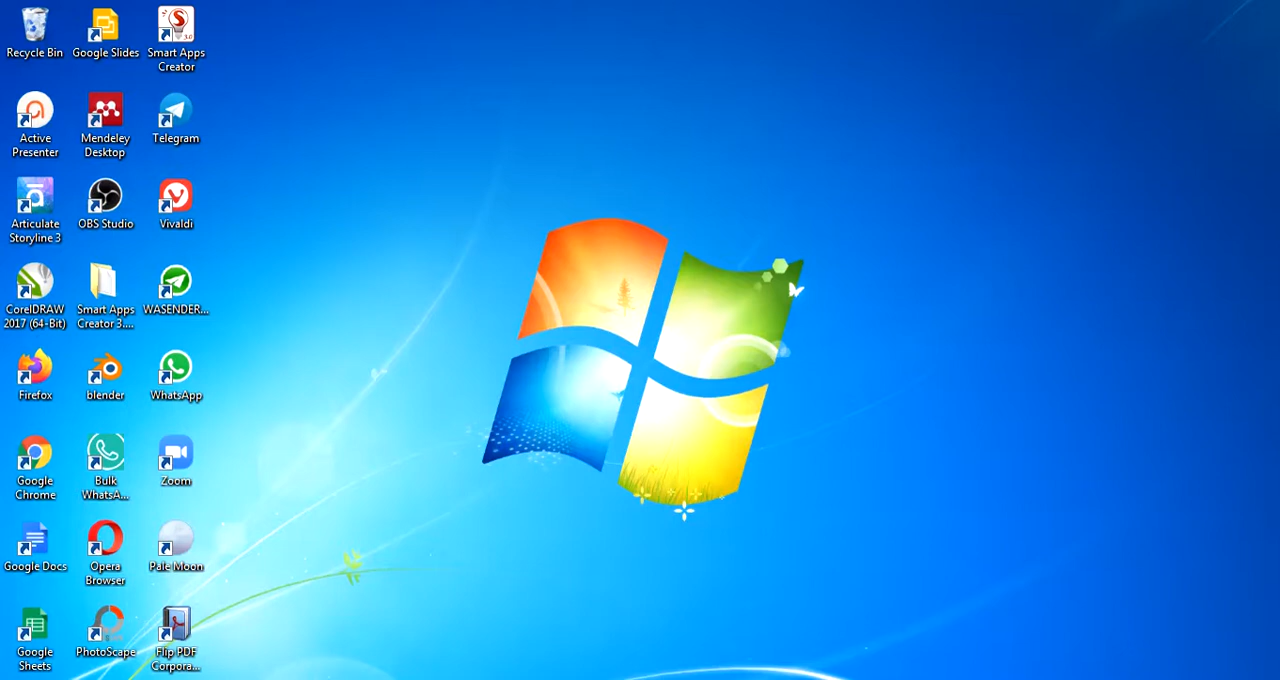 Recycle Bin
Google Slides
Smart Apps
Creator
3.0
Active
Presenter
Mendeley
Desktop
Telegram
Articulate
Storyline 3
OBS Studio
Vivaldi
CorelDRAW
2017 (64-Bit)
Smart Apps
Creator 3....
WASENDER...
Firefox
blender
WhatsApp
Google
Chrome
Bulk
WhatsA...
Zoom
Google Docs
Opera
Browser
Pale Moon
Google
Sheets
PhotoScape
Flip PDF
Corpora...